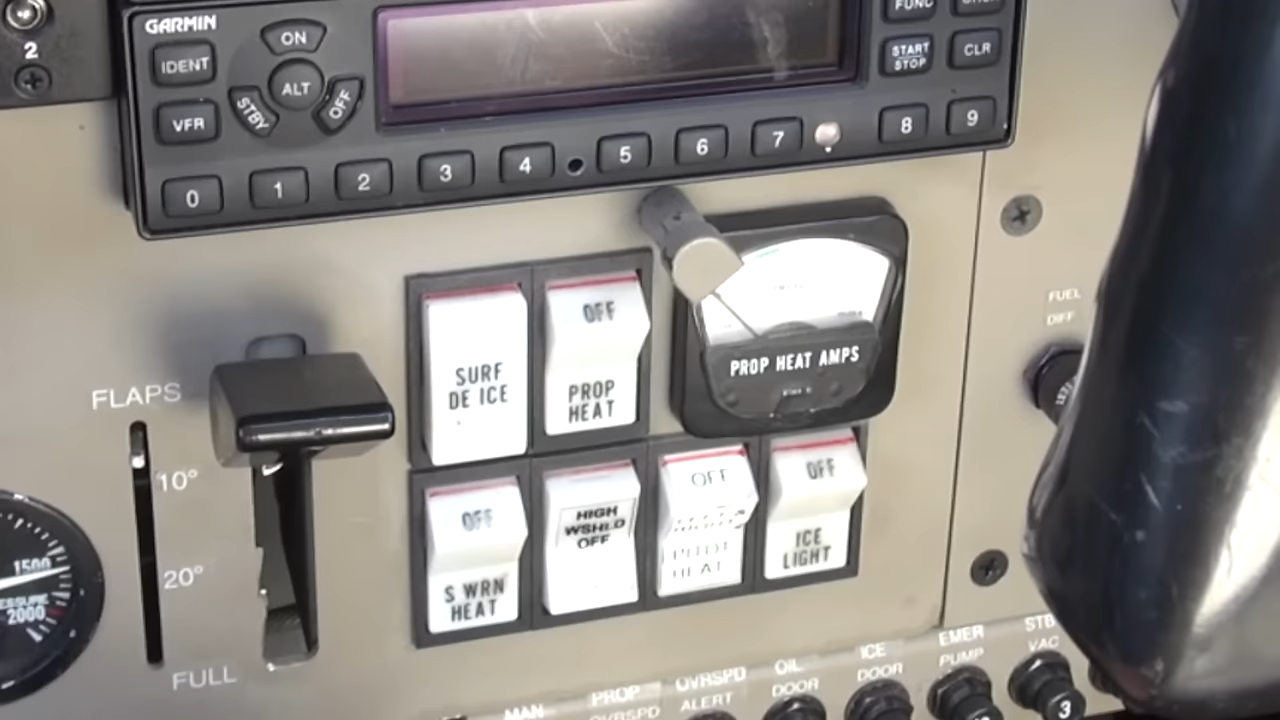 2
GARMIN
IDENT
ON
ALT
STBY
OFF
VFR
START
STOP
CLR
0
1
2
3
4
5
6
7
8
9
SURF
DE ICE
OFF
PROP
HEAT
PROP HEAT AMPS
FUEL
DIFF
FLAPS
10°
20°
FULL
1500
2000
OFF
S WRN
HEAT
HIGH
WSHLD
OFF
OFF
PITOT
HEAT
OFF
ICE
LIGHT
MAN
PROP
OVRSPD
OVRSPD
ALERT
OIL
DOOR
ICE
DOOR
EMER
PUMP
STB
VAC
3